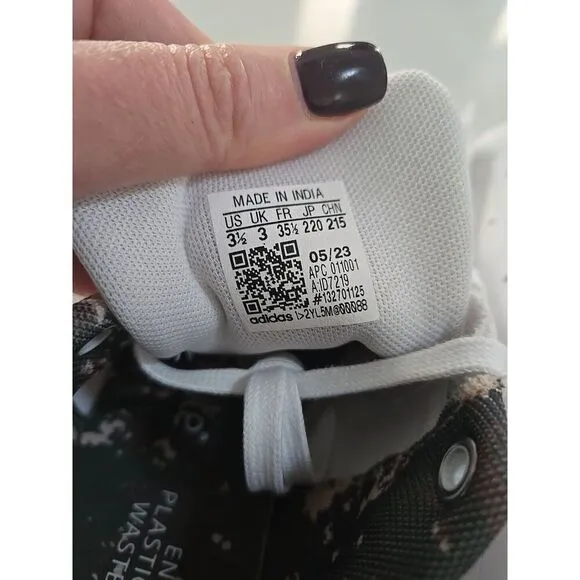 MADE IN INDIA
US UK FR JP CHN
3½ 3 35½ 220 215
05/23
APC 011001
A:ID7219
#132701125
adidas
EN
PLASTIC
WASTE